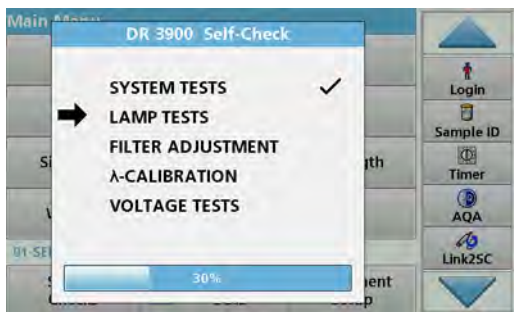 Main Menu
DR 3900 Self-Check
SYSTEM TESTS
LAMP TESTS
FILTER ADJUSTMENT
λ-CALIBRATION
VOLTAGE TESTS
30%
Login
Sample ID
Timer
AQA
Link2SC